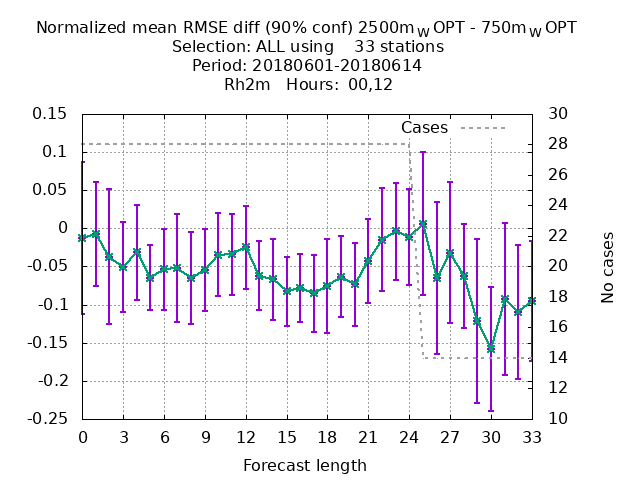 Normalized mean RMSE diff (90% conf) 2500m_W OPT - 750m_W OPT
Selection: ALL using    33 stations
Period: 20180601-20180614
Rh2m   Hours:  00,12
Cases
0.15
0.1
0.05
0
-0.05
-0.1
-0.15
-0.2
-0.25
30
28
26
24
22
20
18
16
14
12
10
No cases
0 3 6 9 12 15 18 21 24 27 30 33
Forecast length